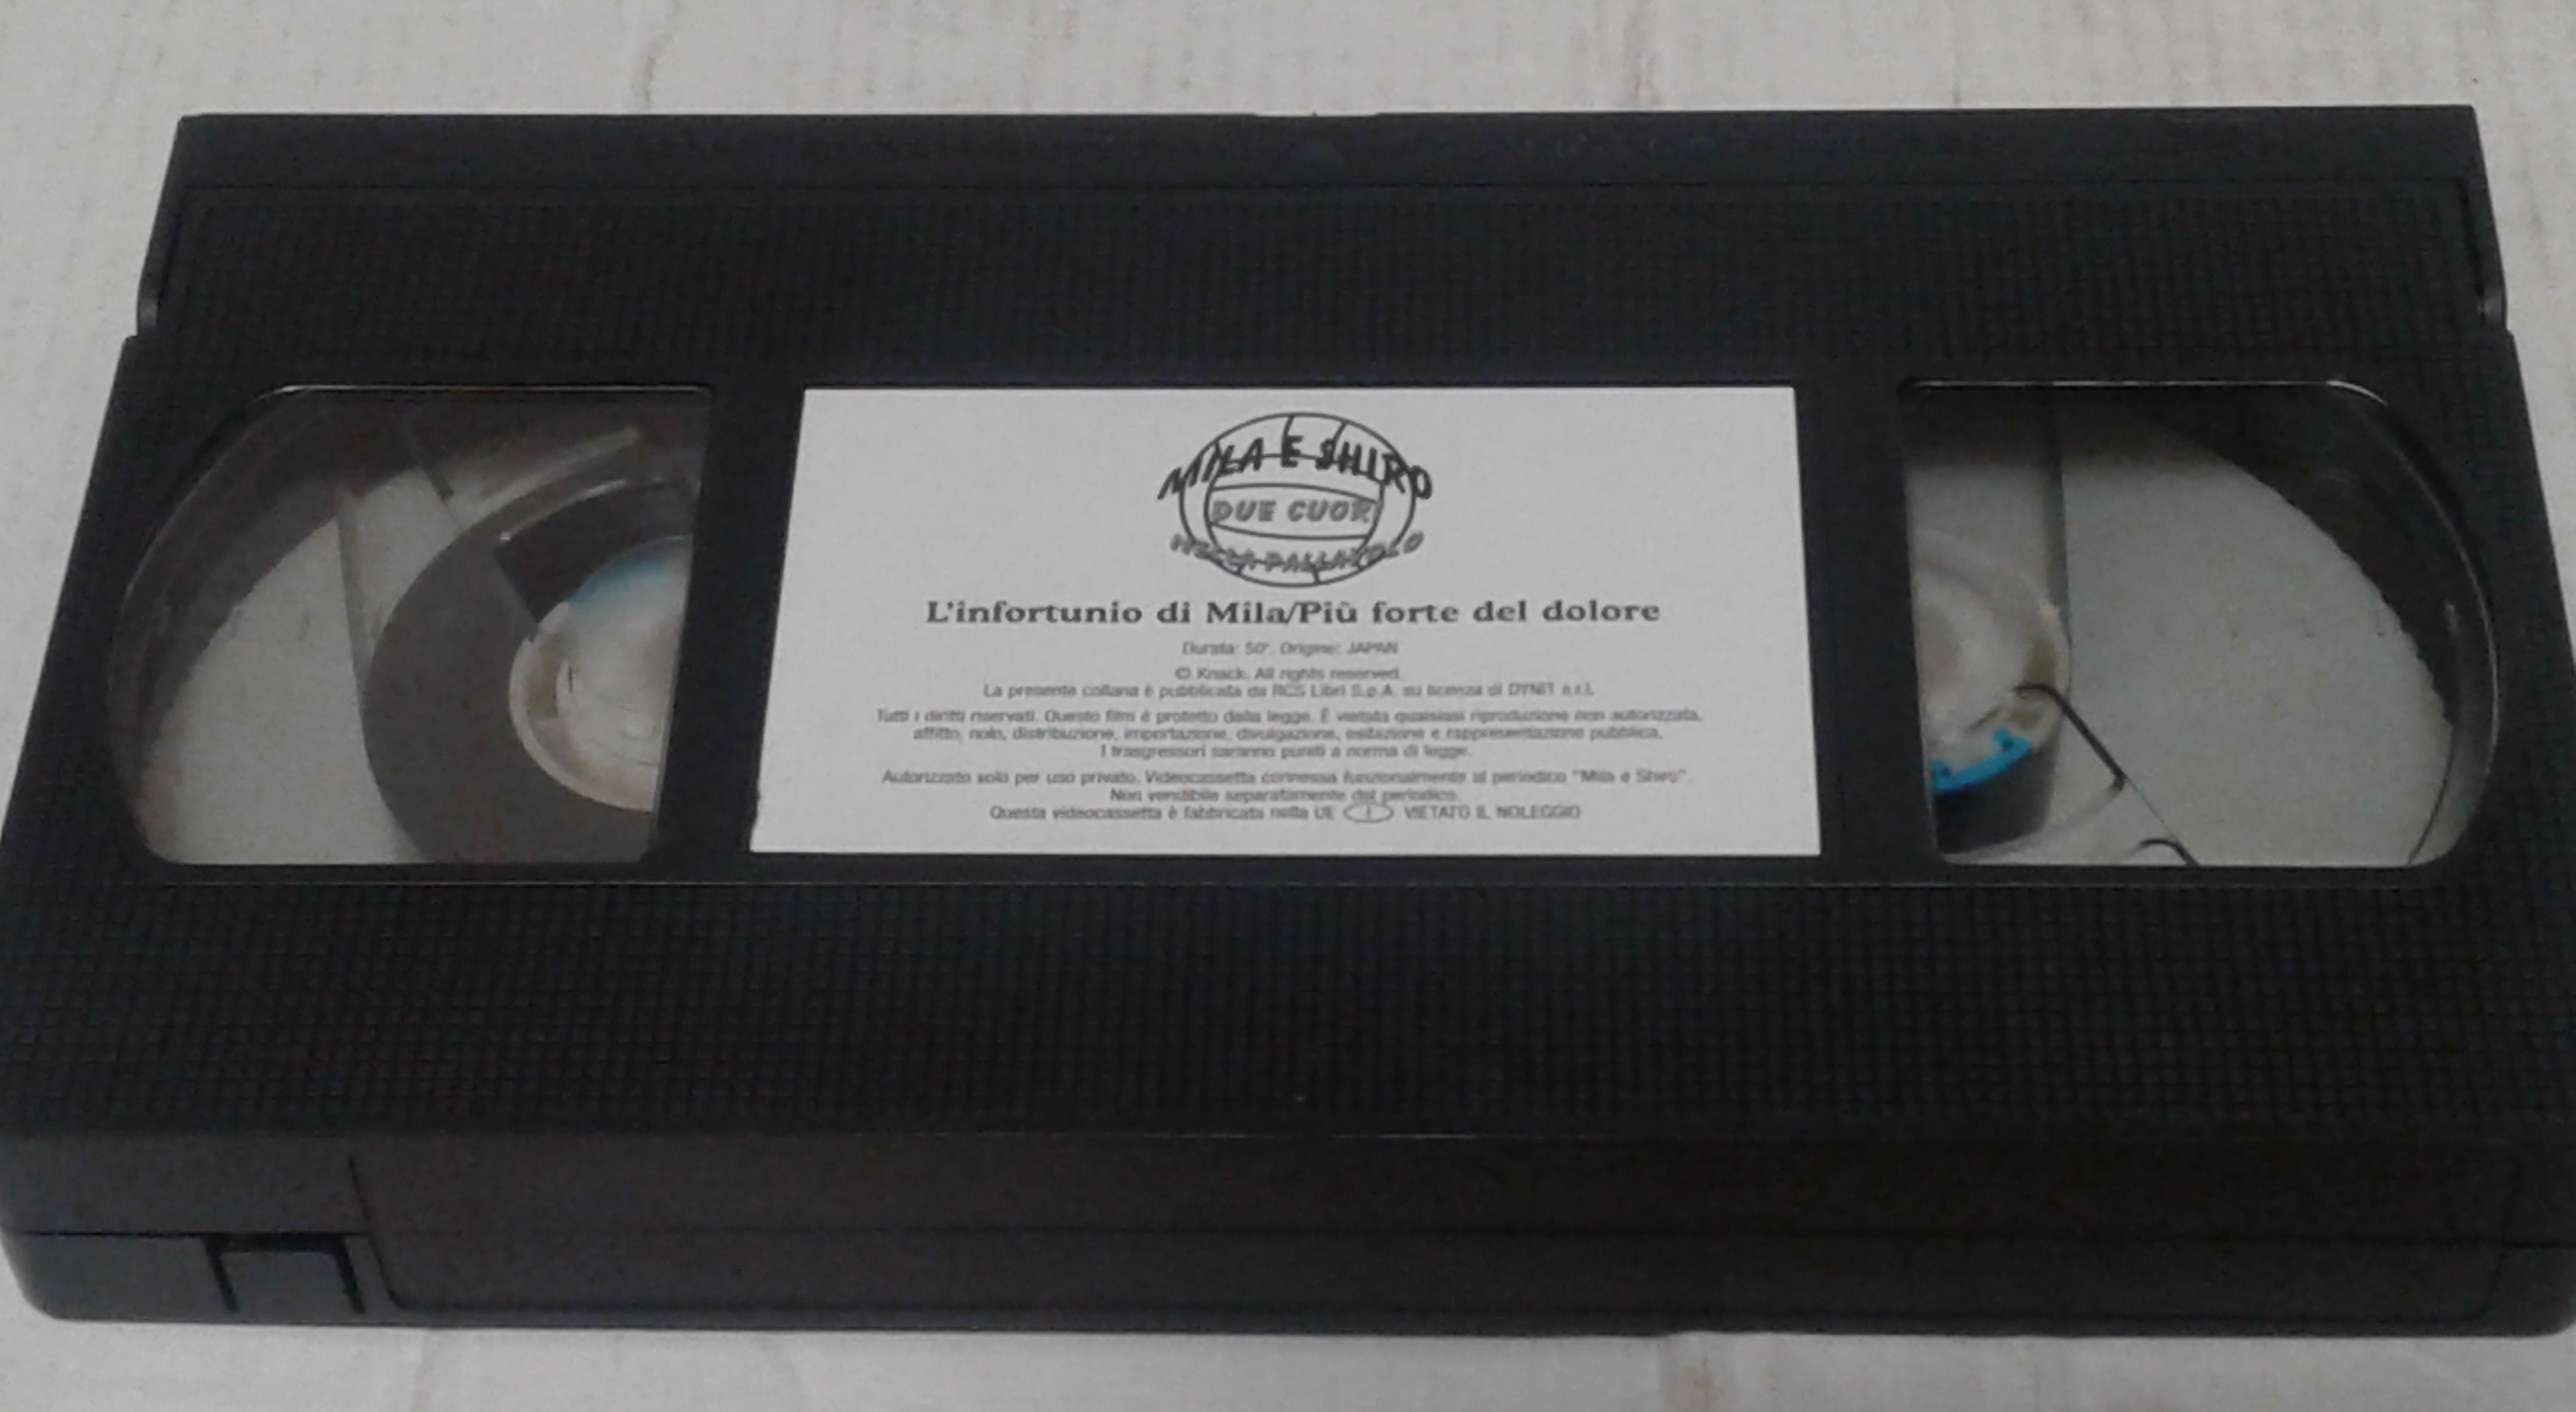 MILA E SHIRO
DUE CUORI
NELLA PALLAVOLO
L'infortunio di Mila/Più forte del dolore
Durata: 50'. Origine: JAPAN
© Knack. All rights reserved.
La presente collana è pubblicata da RCS Libri S.p.A. su licenza di DYNIT s.r.l.
Tutti i diritti riservati. Questo film è protetto dalla legge. È vietata qualsiasi riproduzione non autorizzata,
affitto, nolo, distribuzione, importazione, divulgazione, esitazione e rappresentazione pubblica.
I trasgressori saranno puniti a norma di legge.
Autorizzato solo per uso privato. Videocassetta connessa funzionalmente al periodico "Mila e Shiro"
Non vendibile separatamente dal periodico.
Questa videocassetta è fabbricata nella UE I VIETATO IL NOLEGGIO